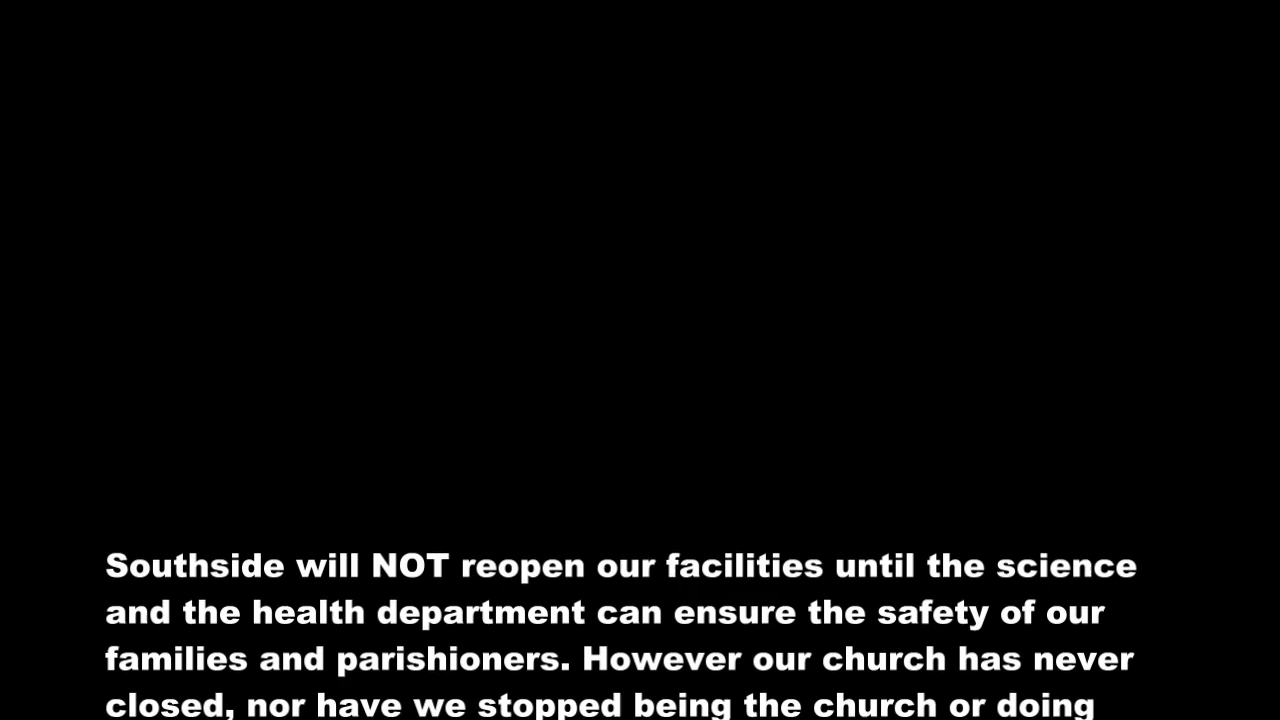 Southside will NOT reopen our facilities until the science
and the health department can ensure the safety of our
families and parishioners. However our church has never
closed, nor have we stopped being the church or doing